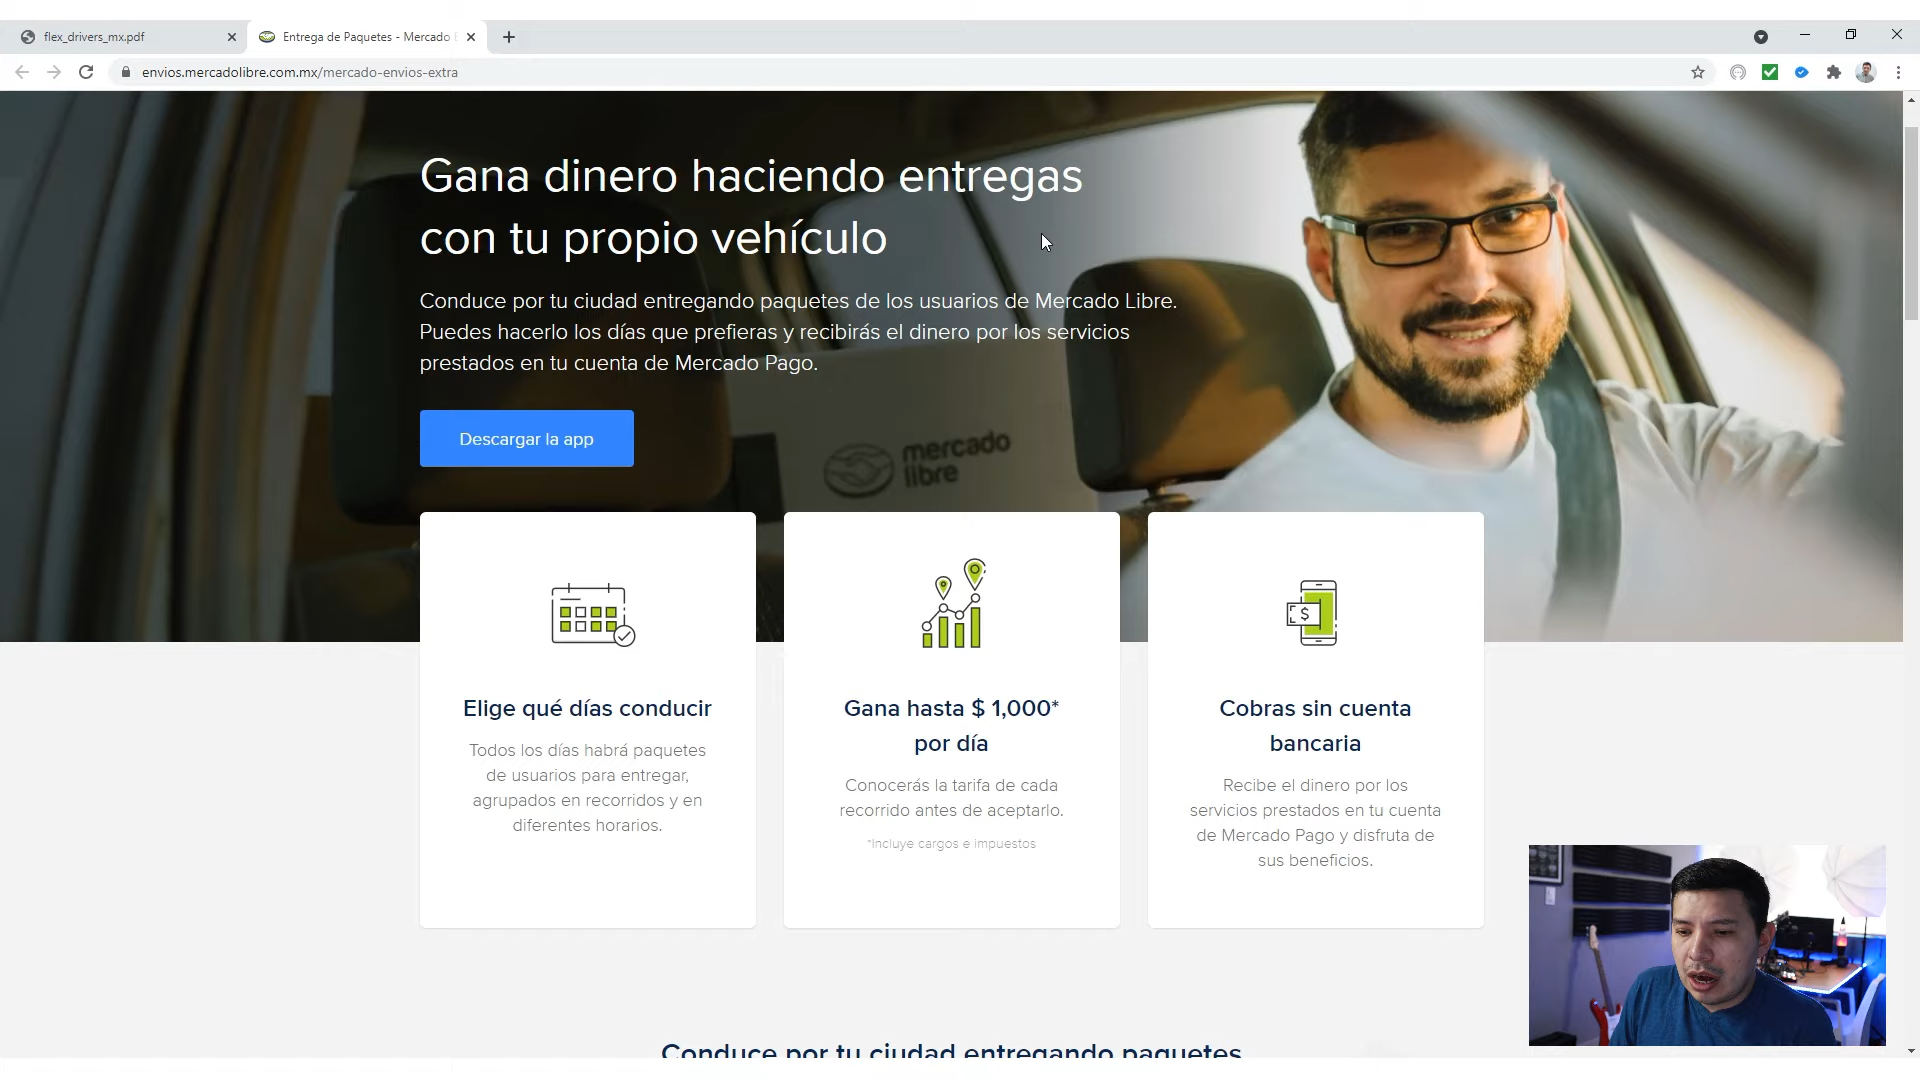 flex_drivers_mx.pdf
Entrega de Paquetes - Mercado
envios.mercadolibre.com.mx/mercado-envios-extra
Gana dinero haciendo entregas
con tu propio vehículo
Conduce por tu ciudad entregando paquetes de los usuarios de Mercado Libre.
Puedes hacerlo los días que prefieras y recibirás el dinero por los servicios
prestados en tu cuenta de Mercado Pago.
Descargar la app
mercado
libre
Elige qué días conducir
Todos los días habrá paquetes
de usuarios para entregar,
agrupados en recorridos y en
diferentes horarios.
Gana hasta $ 1,000*
por día
Conocerás la tarifa de cada
recorrido antes de aceptarlo.
*Incluye cargos e impuestos
$
Cobras sin cuenta
bancaria
Recibe el dinero por los
servicios prestados en tu cuenta
de Mercado Pago y disfruta de
sus beneficios.
Conduce por tu ciudad entregando paquetes